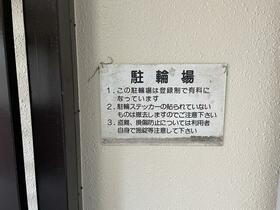 駐輪場
1．この駐輪場は登録制で有料に
なっています
2．駐輪ステッカーの貼られていない
ものは撤去しますのでご注意下さい
3．盗難、損傷防止については利用者
自身で施錠等注意して下さい